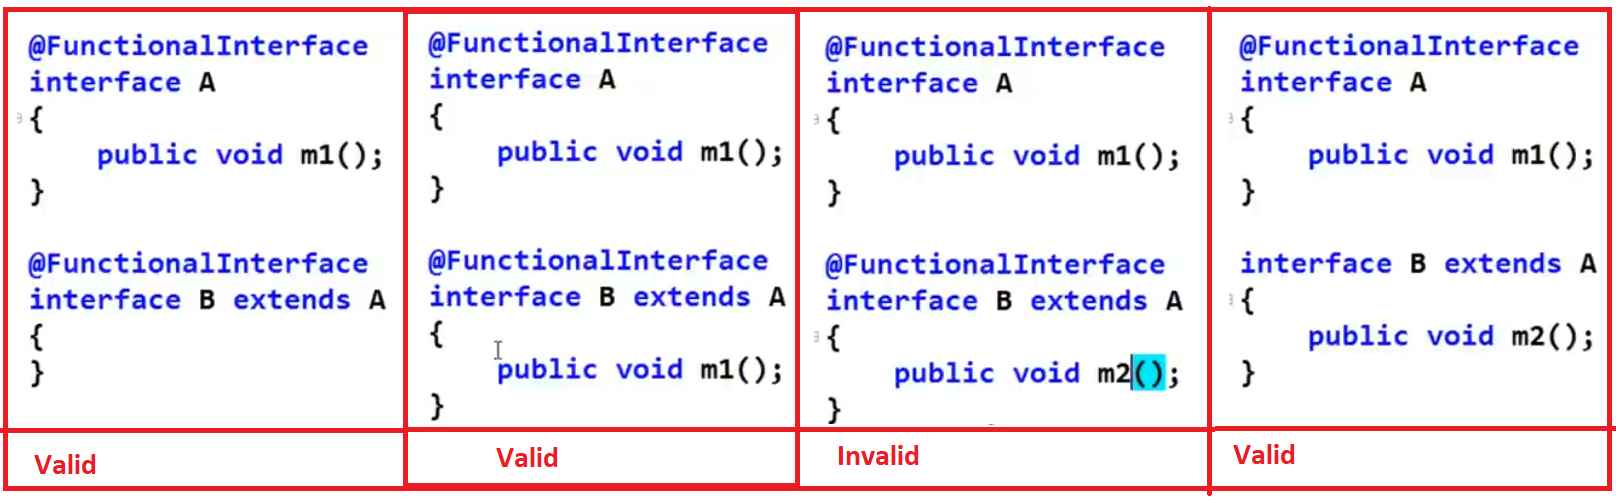 @FunctionalInterface
interface A
{
public void m1();
}
@FunctionalInterface
interface B extends A
{
}
Valid
@FunctionalInterface
interface A
{
public void m1();
}
@FunctionalInterface
interface B extends A
{
public void m1();
}
Valid
@FunctionalInterface
interface A
{
public void m1();
}
@FunctionalInterface
interface B extends A
{
public void m2();
}
Invalid
@FunctionalInterface
interface A
{
public void m1();
}
interface B extends A
{
public void m2();
}
Valid